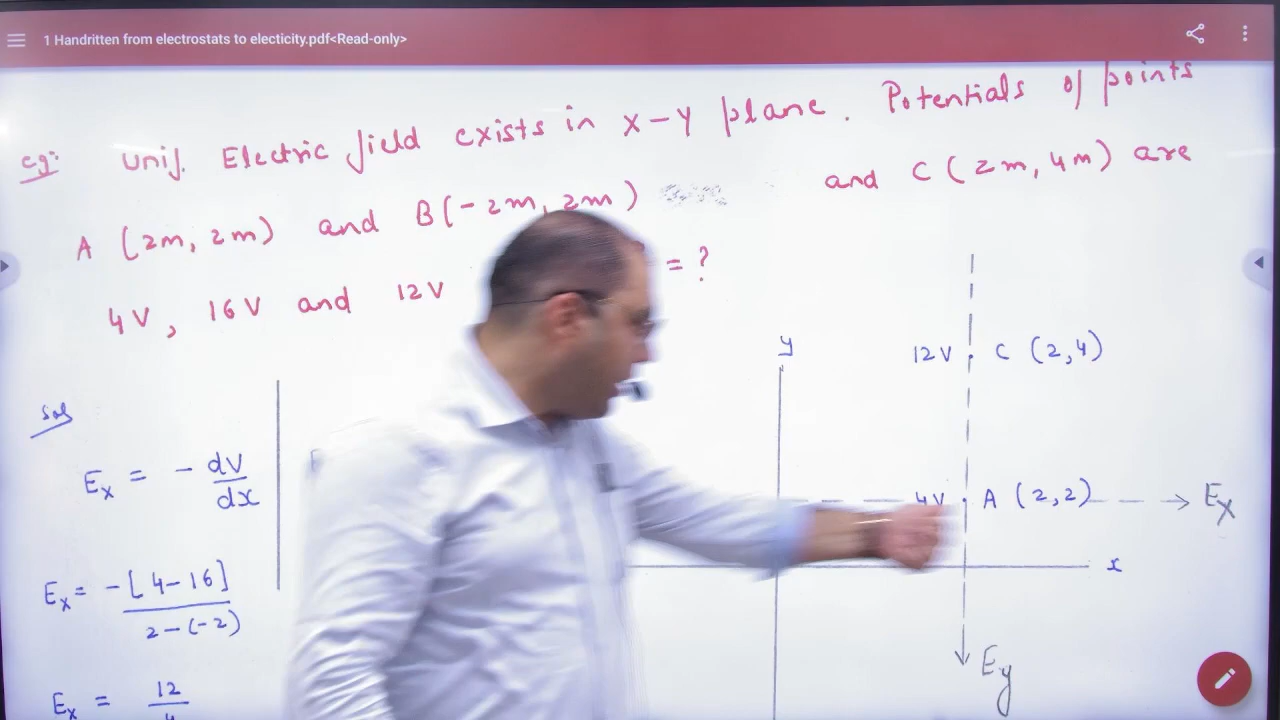 1 Handritten from electrostats to electicity.pdf<Read-only>
eg:- Unif. Electric field exists in X-Y plane. Potentials of points
A (2m, 2m) and B(-2m, 2m) and C (2m, 4m) are
4V, 16V and 12V = ?
Sol
Ex = - dV/dx
Ex = -[4-16] / 2-(-2)
Ex = 12/4
y
12V C (2,4)
4V A (2,2) Ex
x
Ey